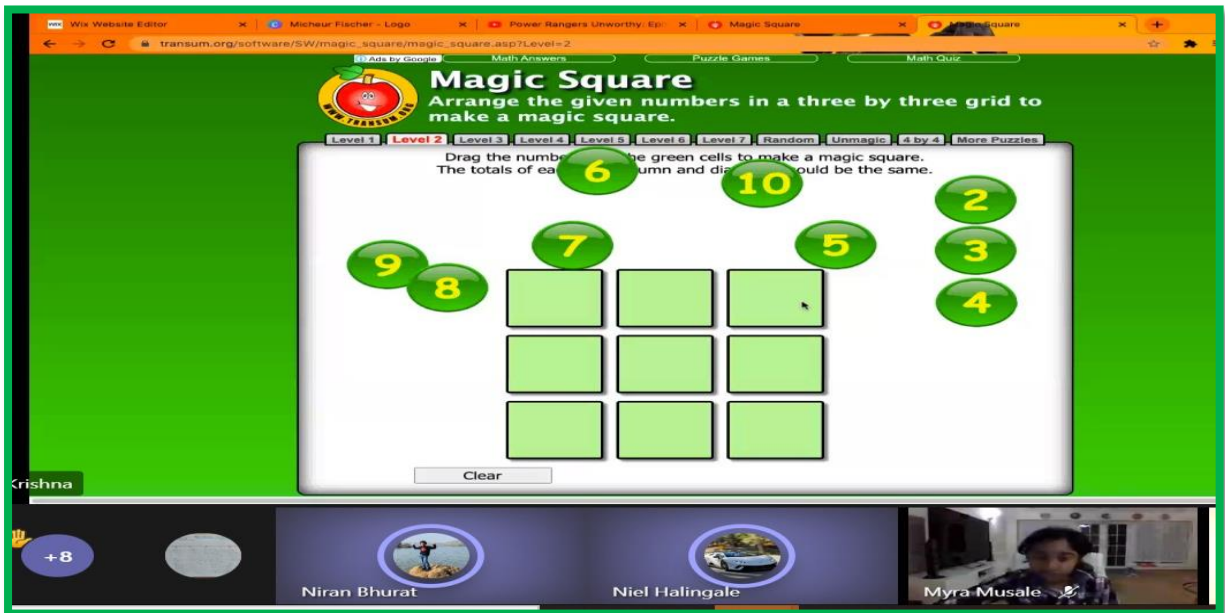 Wix Website Editor
Micheur Fischer - Logo
Power Rangers Unworthy: Ep
Magic Square
Magic Square
transum.org/software/SW/magic_square/magic_square.asp?Level=2
Ads by Google
Math Answers
Puzzle Games
Math Quiz
WWW.TRANSUM.ORG
Magic Square
Arrange the given numbers in a three by three grid to
make a magic square.
Level 1 Level 2 Level 3 Level 4 Level 5 Level 6 Level 7 Random Unmagic 4 by 4 More Puzzles
Drag the numbe he green cells to make a magic square.
The totals of ea umn and dia ould be the same.
6
10
2
7
5
3
9
8
4
Clear
Krishna
+8
Niran Bhurat
Niel Halingale
Myra Musale